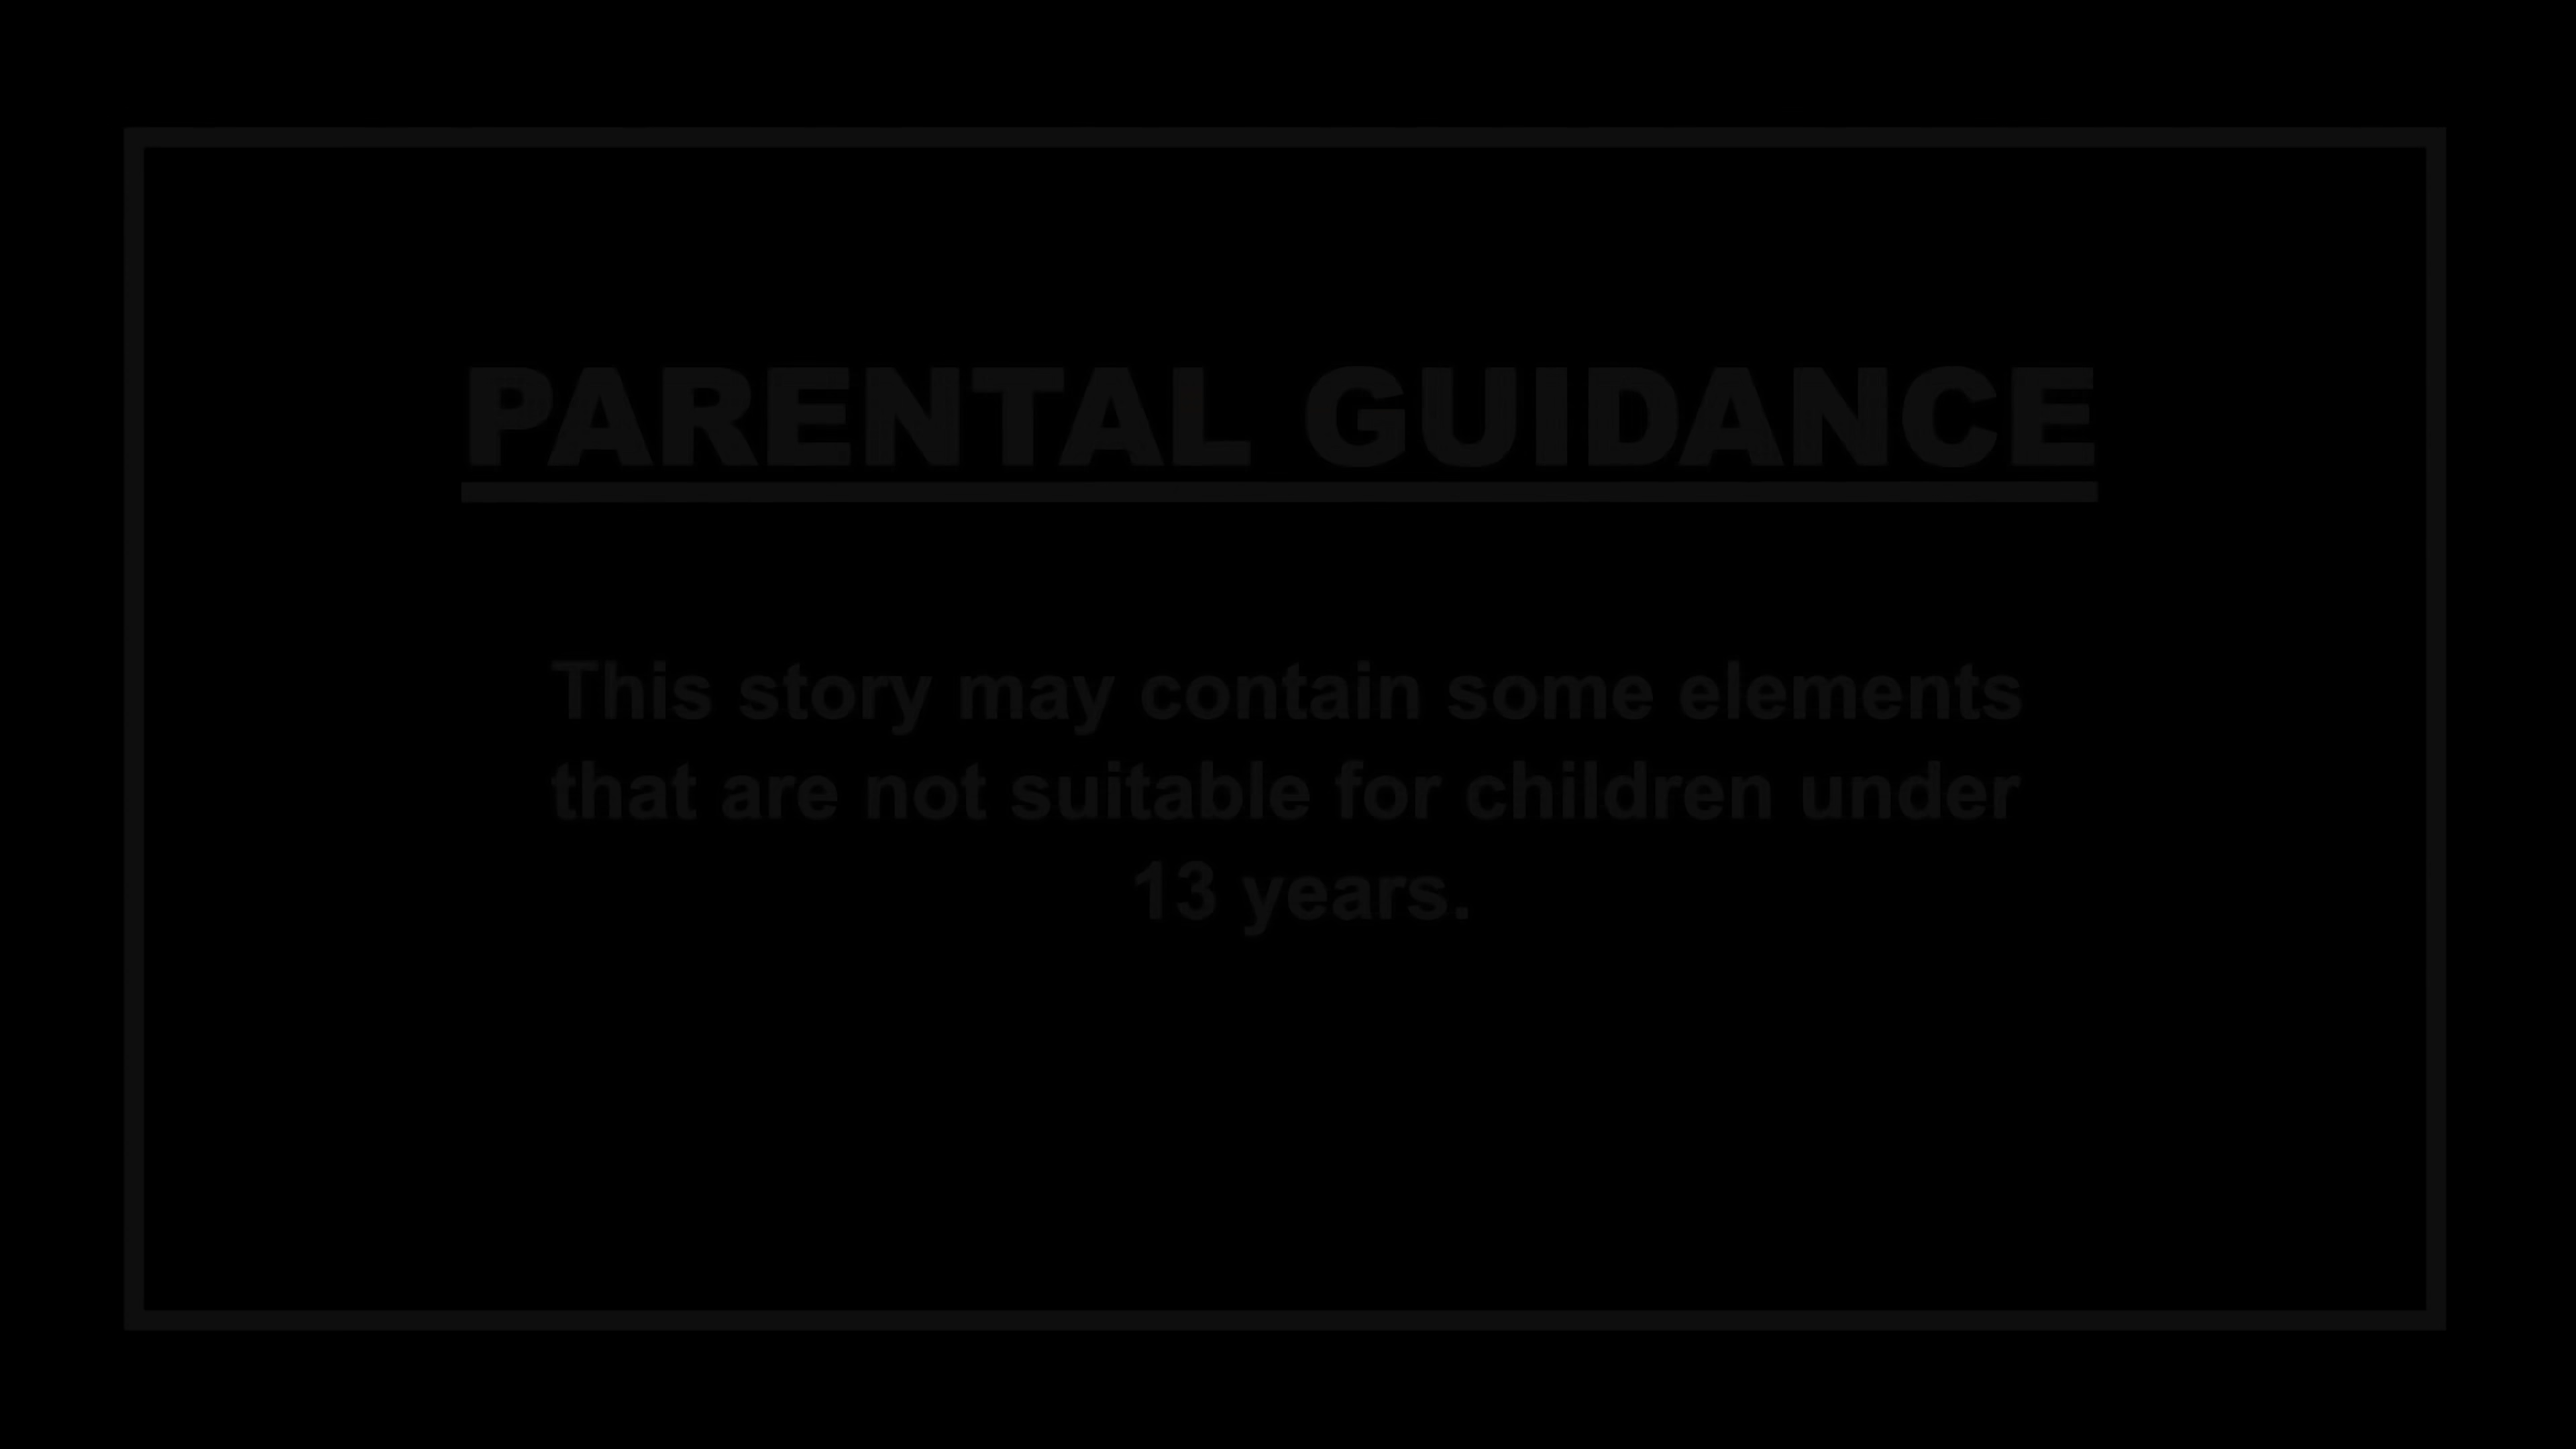 PARENTAL GUIDANCE
This story may contain some elements
that are not suitable for children under
13 years.